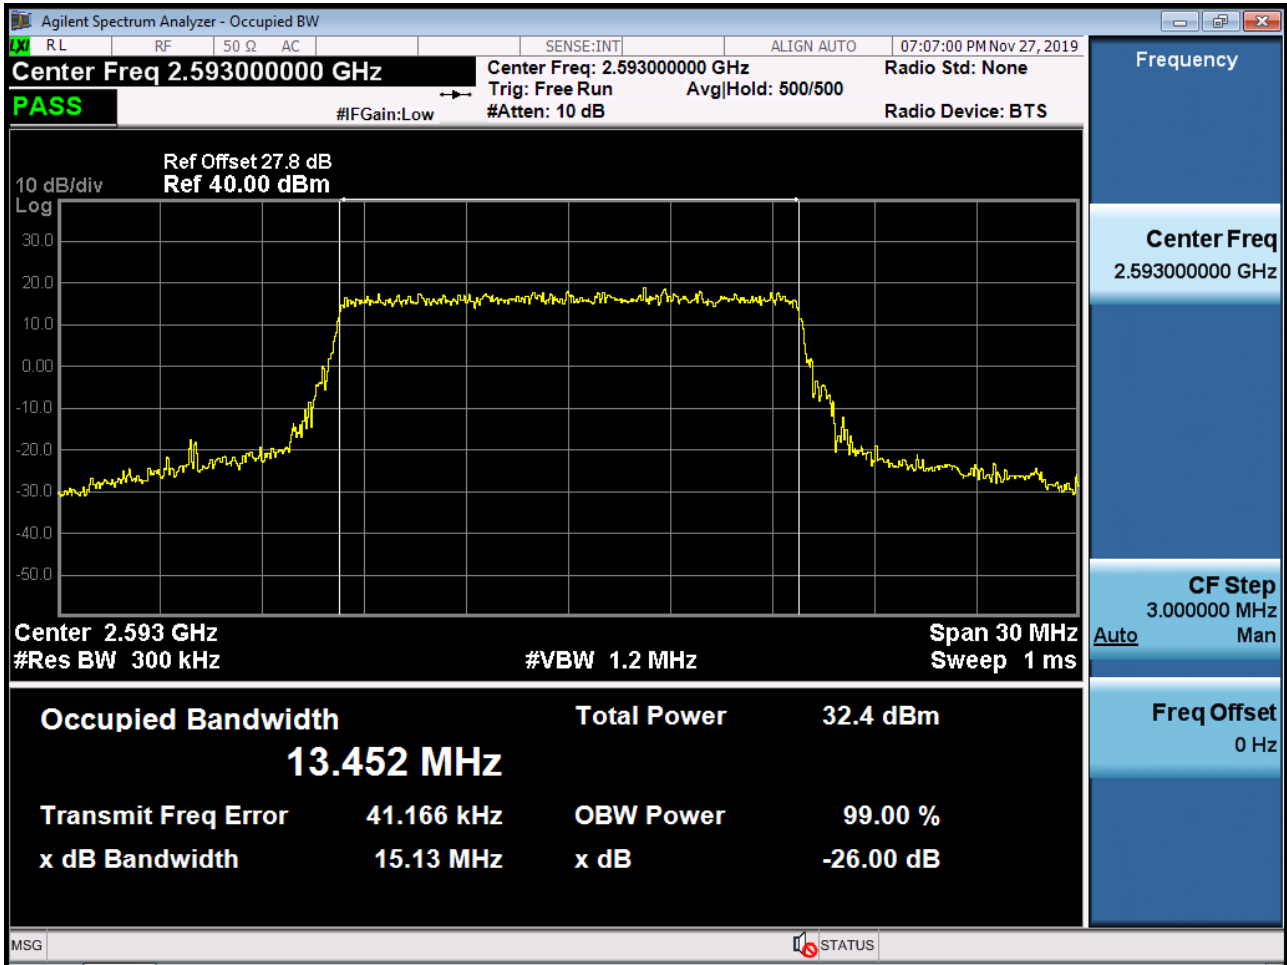 Agilent Spectrum Analyzer - Occupied BW
LXI RL RF 50 Ω AC SENSE:INT ALIGN AUTO 07:07:00 PM Nov 27, 2019
Center Freq 2.593000000 GHz
Center Freq: 2.593000000 GHz
Radio Std: None
Trig: Free Run Avg|Hold: 500/500
PASS
#IFGain:Low
#Atten: 10 dB
Radio Device: BTS
Ref Offset 27.8 dB
10 dB/div
Ref 40.00 dBm
Log
30.0
20.0
10.0
0.00
-10.0
-20.0
-30.0
-40.0
-50.0
Center 2.593 GHz
Span 30 MHz
#Res BW 300 kHz
#VBW 1.2 MHz
Sweep 1 ms
Occupied Bandwidth
13.452 MHz
Total Power 32.4 dBm
Transmit Freq Error 41.166 kHz
OBW Power 99.00 %
x dB Bandwidth 15.13 MHz
x dB -26.00 dB
Frequency
Center Freq
2.593000000 GHz
CF Step
3.000000 MHz
Auto Man
Freq Offset
0 Hz
MSG
STATUS